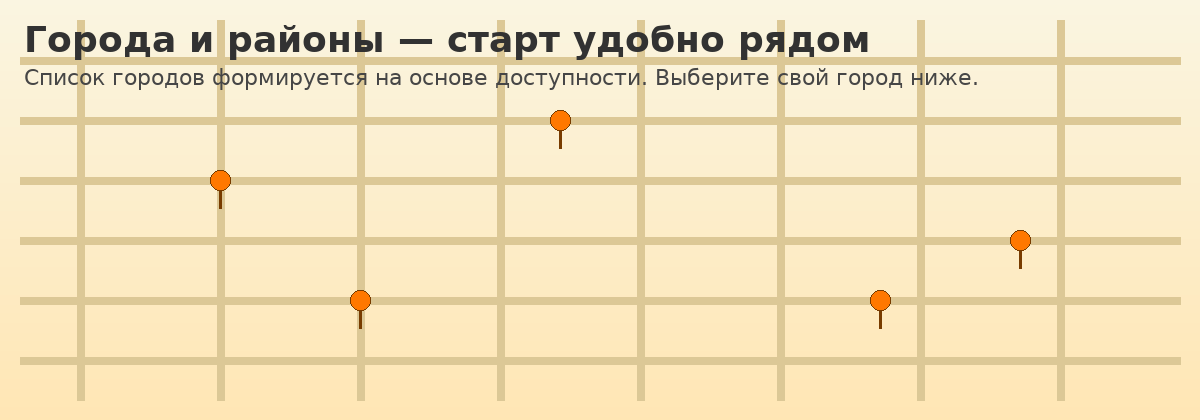 Города и районы — старт удобно рядом
Список городов формируется на основе доступности. Выберите свой город ниже.